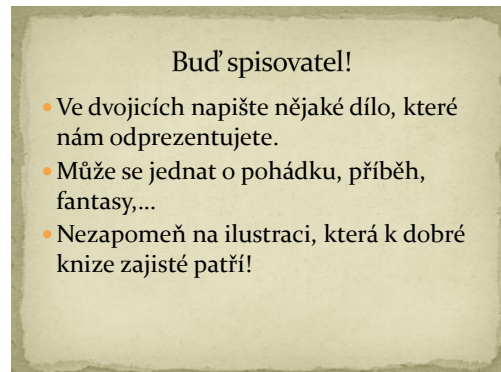 Buď spisovatel!
• Ve dvojicích napište nějaké dílo, které
nám odprezentujete.
• Může se jednat o pohádku, příběh,
fantasy,...
• Nezapomeň na ilustraci, která k dobré
knize zajisté patří!